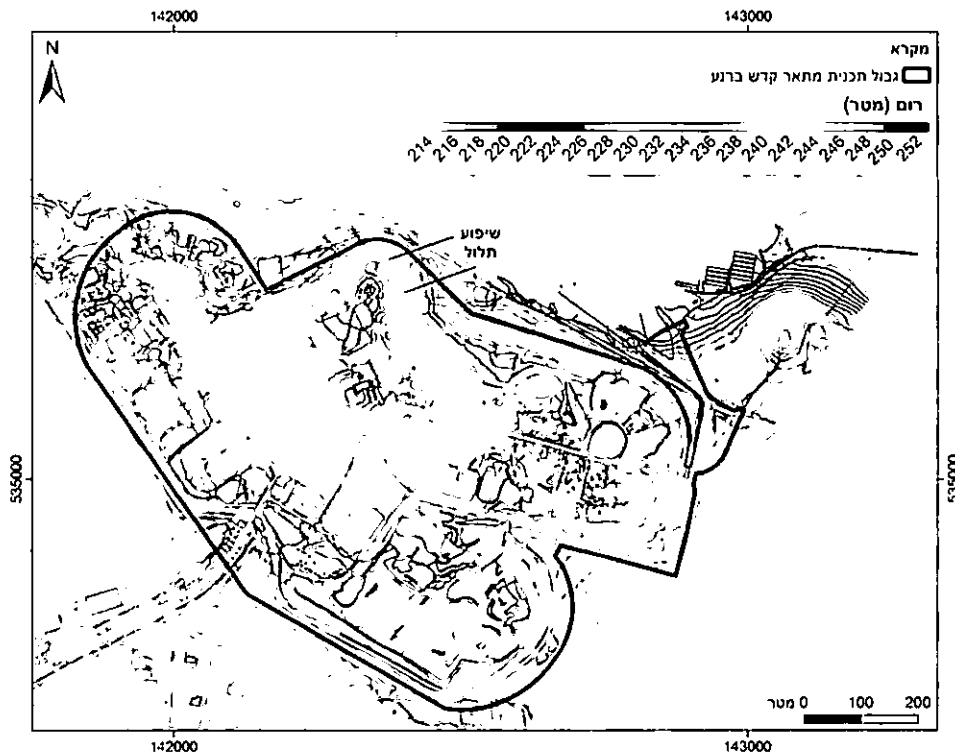 142000 143000
N
מקרא
גבול תכנית מתאר קדש ברנע
רום (מטר)
214 216 218 220 222 224 226 228 230 232 234 236 238 240 242 244 246 248 250 252
שיפוע
תלול
535000 535000
200 100 0 מטר
142000 143000